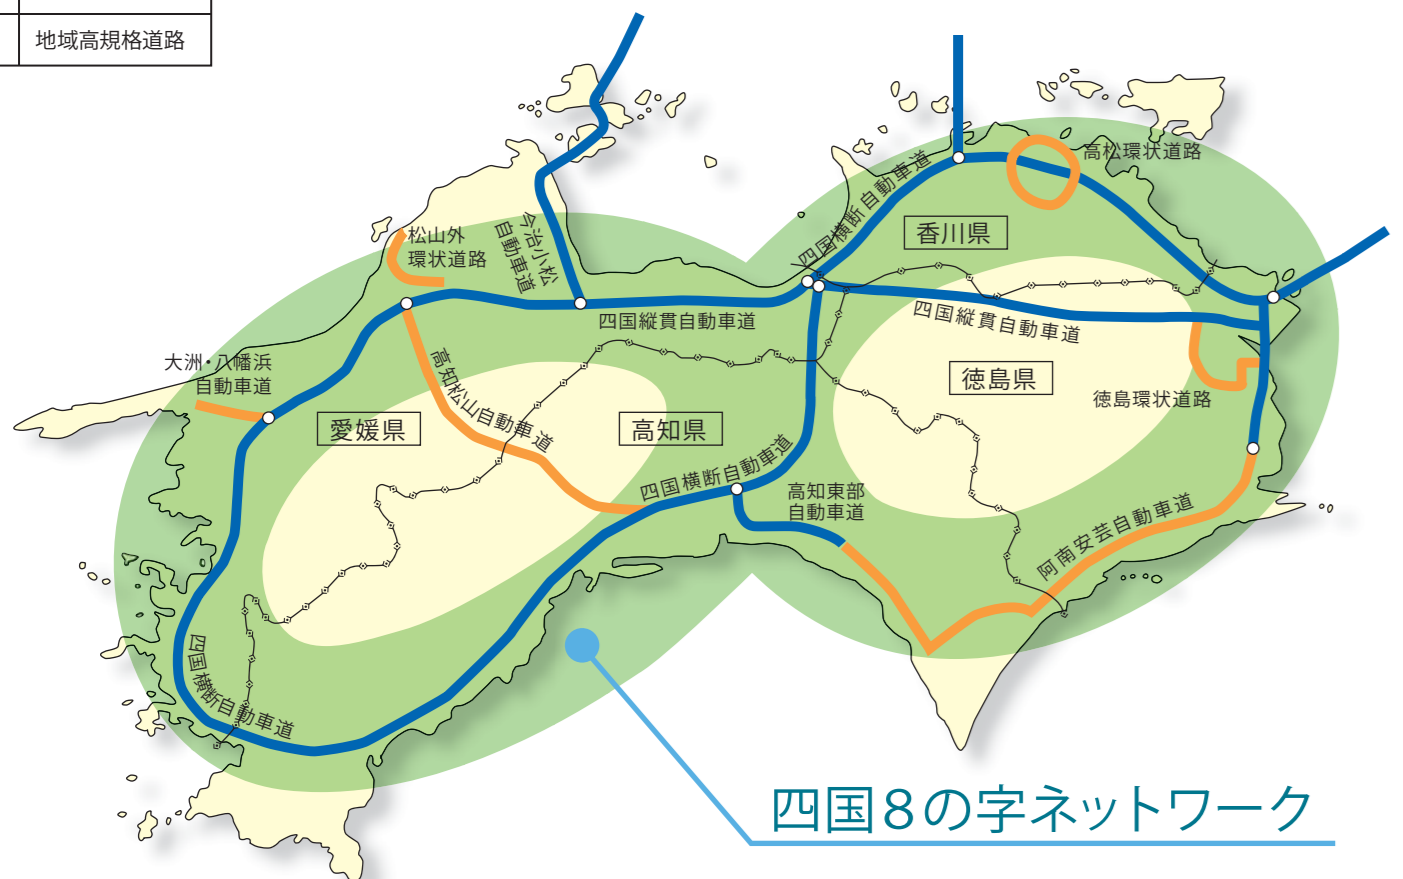 地域高規格道路
高松環状道路
四国横断自動車道
香川県
松山外
環状道路
今治小松
自動車道
四国縦貫自動車道
四国縦貫自動車道
大洲・八幡浜
自動車道
高知松山自動車道
愛媛県
高知県
徳島県
徳島環状道路
四国横断自動車道
高知東部
自動車道
阿南安芸自動車道
四国横断自動車道
四国8の字ネットワーク